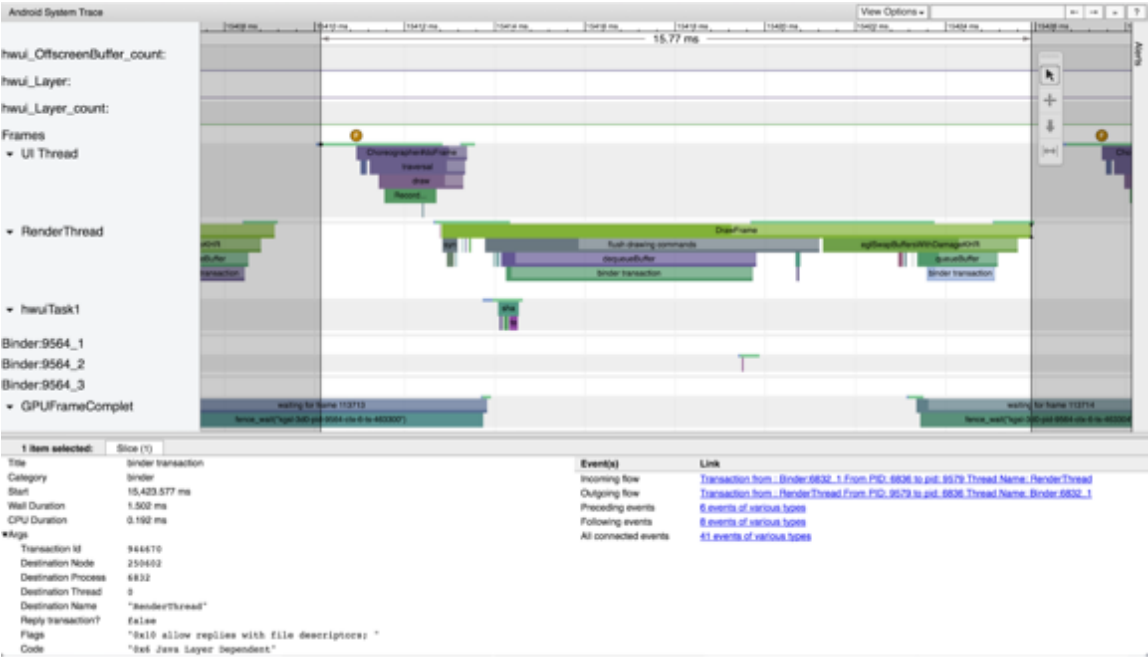 Android System Trace
View Options
?
15.77 ms
Alerts
hwui_OffscreenBuffer_count:
hwui_Layer:
hwui_Layer_count:
Frames
F
UI Thread
Choreographer#doFrame
traversal
draw
Record...
RenderThread
DrawFrame
syn
flush drawing commands
eglSwapBuffersWithDamageKHR
dequeueBuffer
queueBuffer
transaction
binder transaction
binder transaction
hwuiTask1
sha
Binder:9564_1
Binder:9564_2
Binder:9564_3
GPUFrameComplet
waiting for frame 113713
waiting for frame 113714
1 item selected:
Slice (1)
Title binder transaction
Category binder
Start 15,423.577 ms
Wall Duration 1.502 ms
CPU Duration 0.192 ms
Args
Transaction Id 944670
Destination Node 250602
Destination Process 6832
Destination Thread 0
Destination Name "RenderThread"
Reply transaction? false
Flags "0x10 allow replies with file descriptors; "
Code "0x6 Java Layer Dependent"
Event(s) Link
Incoming flow Transaction from : Binder:6832_1 From PID: 6836 to pid: 9579 Thread Name: RenderThread
Outgoing flow Transaction from : RenderThread From PID: 9579 to pid: 6836 Thread Name: Binder:6832_1
Preceding events 6 events of various types
Following events 8 events of various types
All connected events 41 events of various types